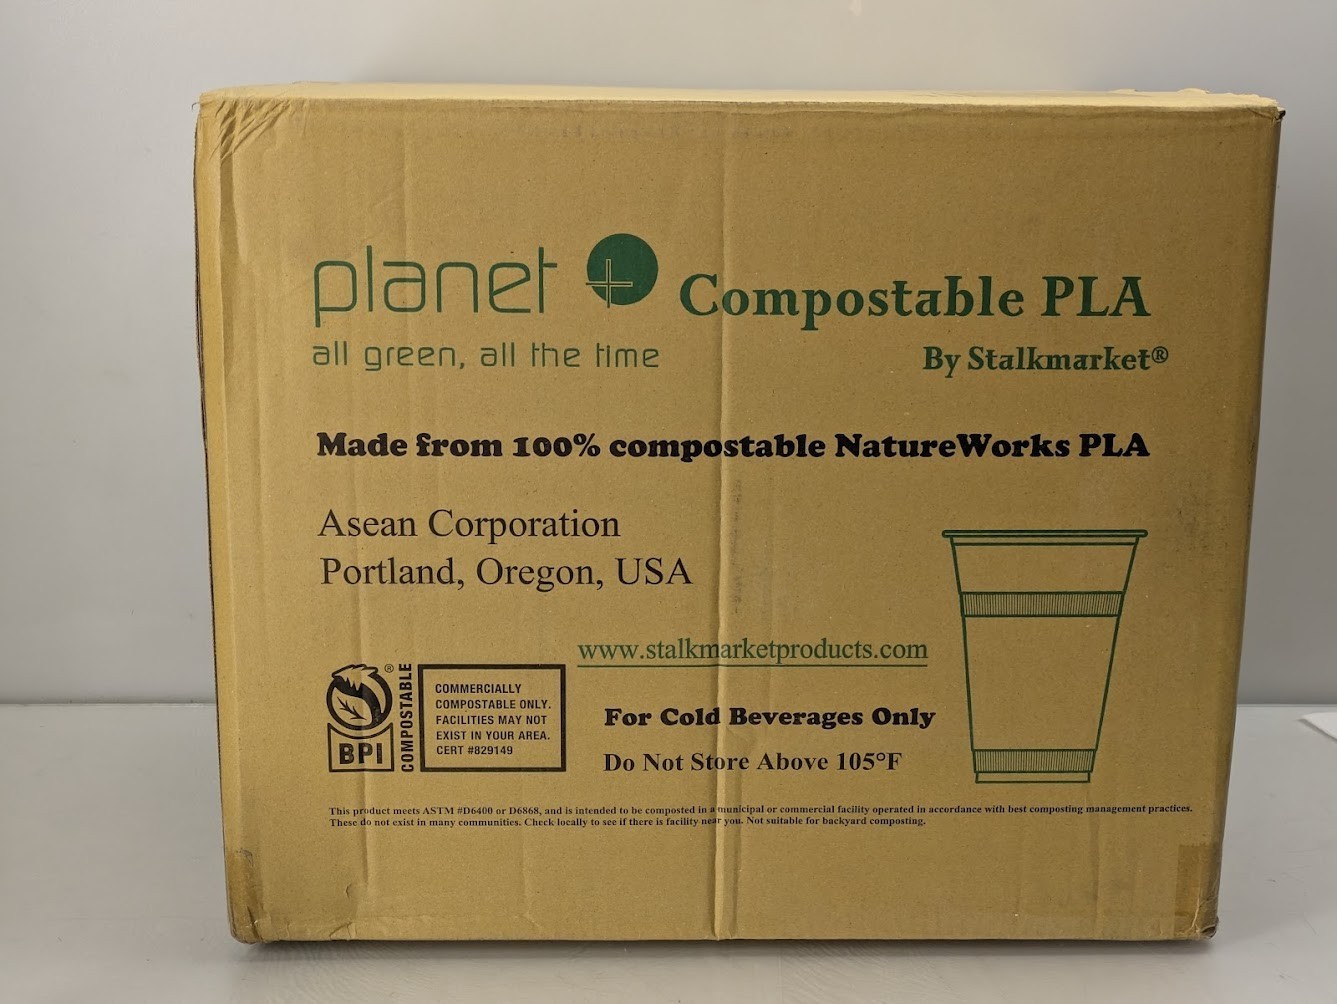 planet
Compostable PLA
all green, all the time
By Stalkmarket®
Made from 100% compostable NatureWorks PLA
Asean Corporation
Portland, Oregon, USA
www.stalkmarketproducts.com
®
BPI
COMPOSTABLE
COMMERCIALLY
COMPOSTABLE ONLY.
FACILITIES MAY NOT
EXIST IN YOUR AREA.
CERT #829149
For Cold Beverages Only
Do Not Store Above 105°F
This product meets ASTM #D6400 or D6868, and is intended to be composted in a municipal or commercial facility operated in accordance with best composting management practices.
These do not exist in many communities. Check locally to see if there is facility near you. Not suitable for backyard composting.